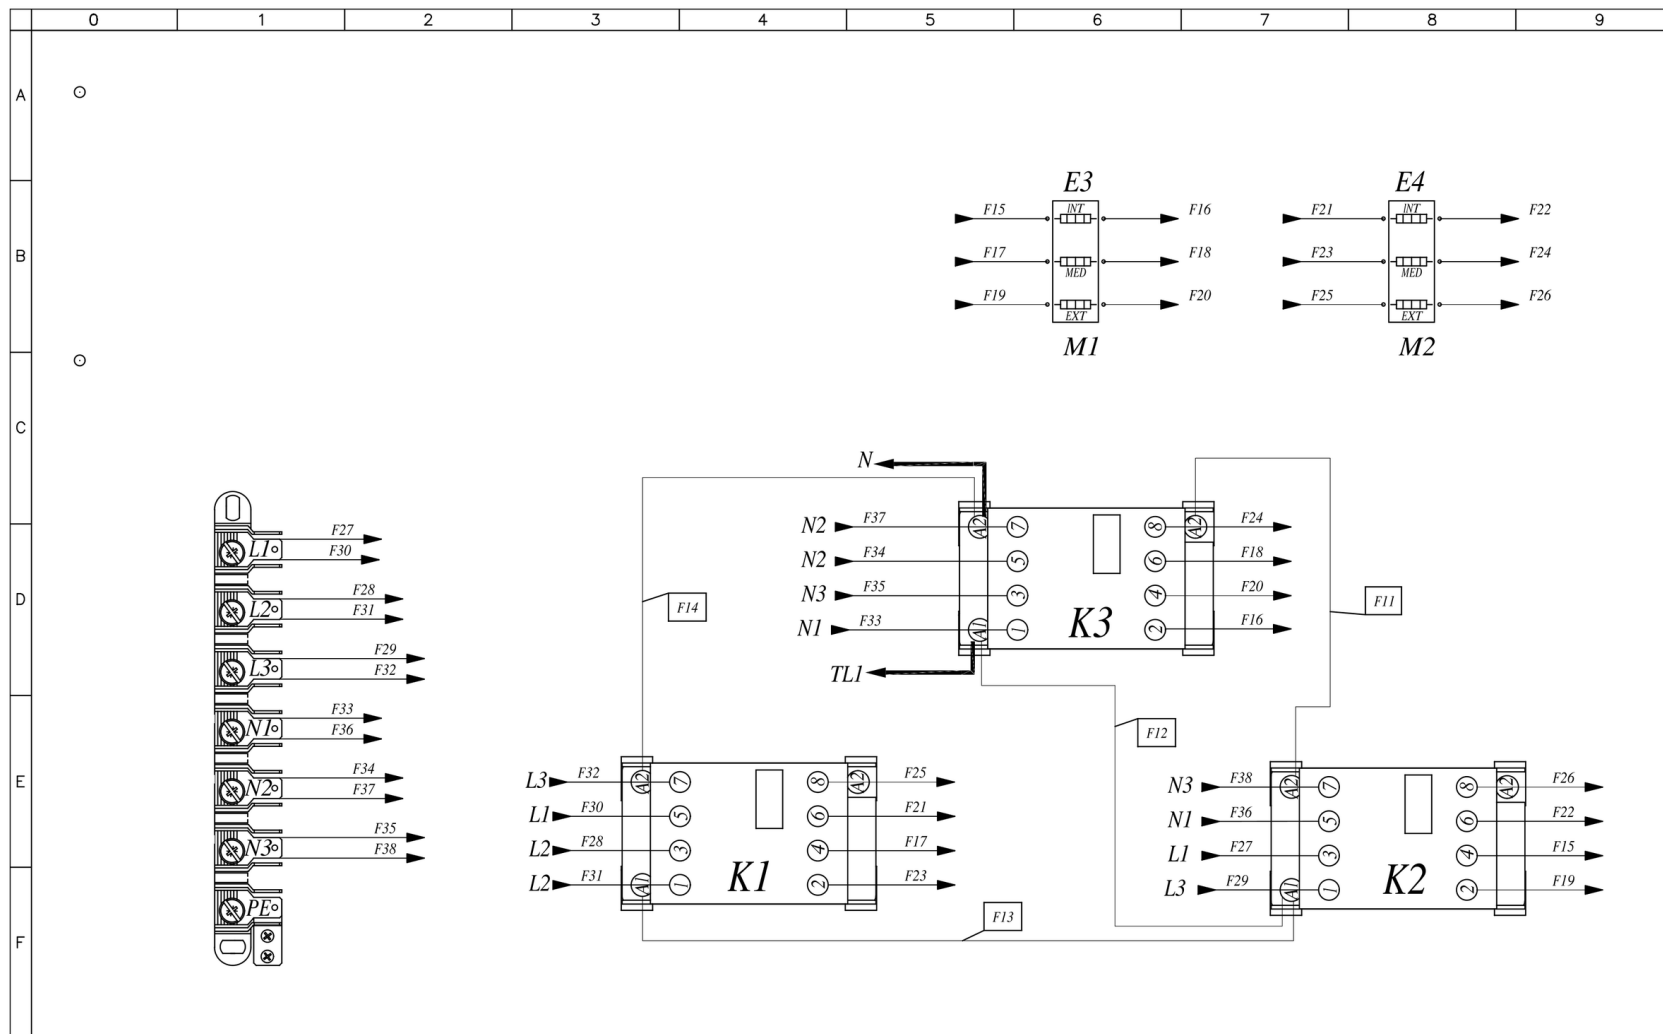 0 1 2 3 4 5 6 7 8 9
A
E3 E4
F15 INT F16 F21 INT F22
B
F17 MED F18 F23 MED F24
F19 EXT F20 F25 EXT F26
M1 M2
C
N
N2 F37 A2 7 8 A2 F24
F27
L1 F30
N2 F34 5 6 F18
D
F28
L2 F31
N3 F35 3 4 F20
F14 F11
N1 F33 A1 1 K3 2 F16
F29
L3 F32
TL1
F33
N1 F36
F12
E
F34
N2 F37
L3 F32 A2 7 8 A2 F25
N3 F38 A2 7 8 A2 F26
L1 F30 5 6 F21
N1 F36 5 6 F22
F35
N3 F38
L2 F28 3 4 F17
L1 F27 3 4 F15
L2 F31 A1 1 K1 2 F23
L3 F29 A1 1 K2 2 F19
PE
F13
F